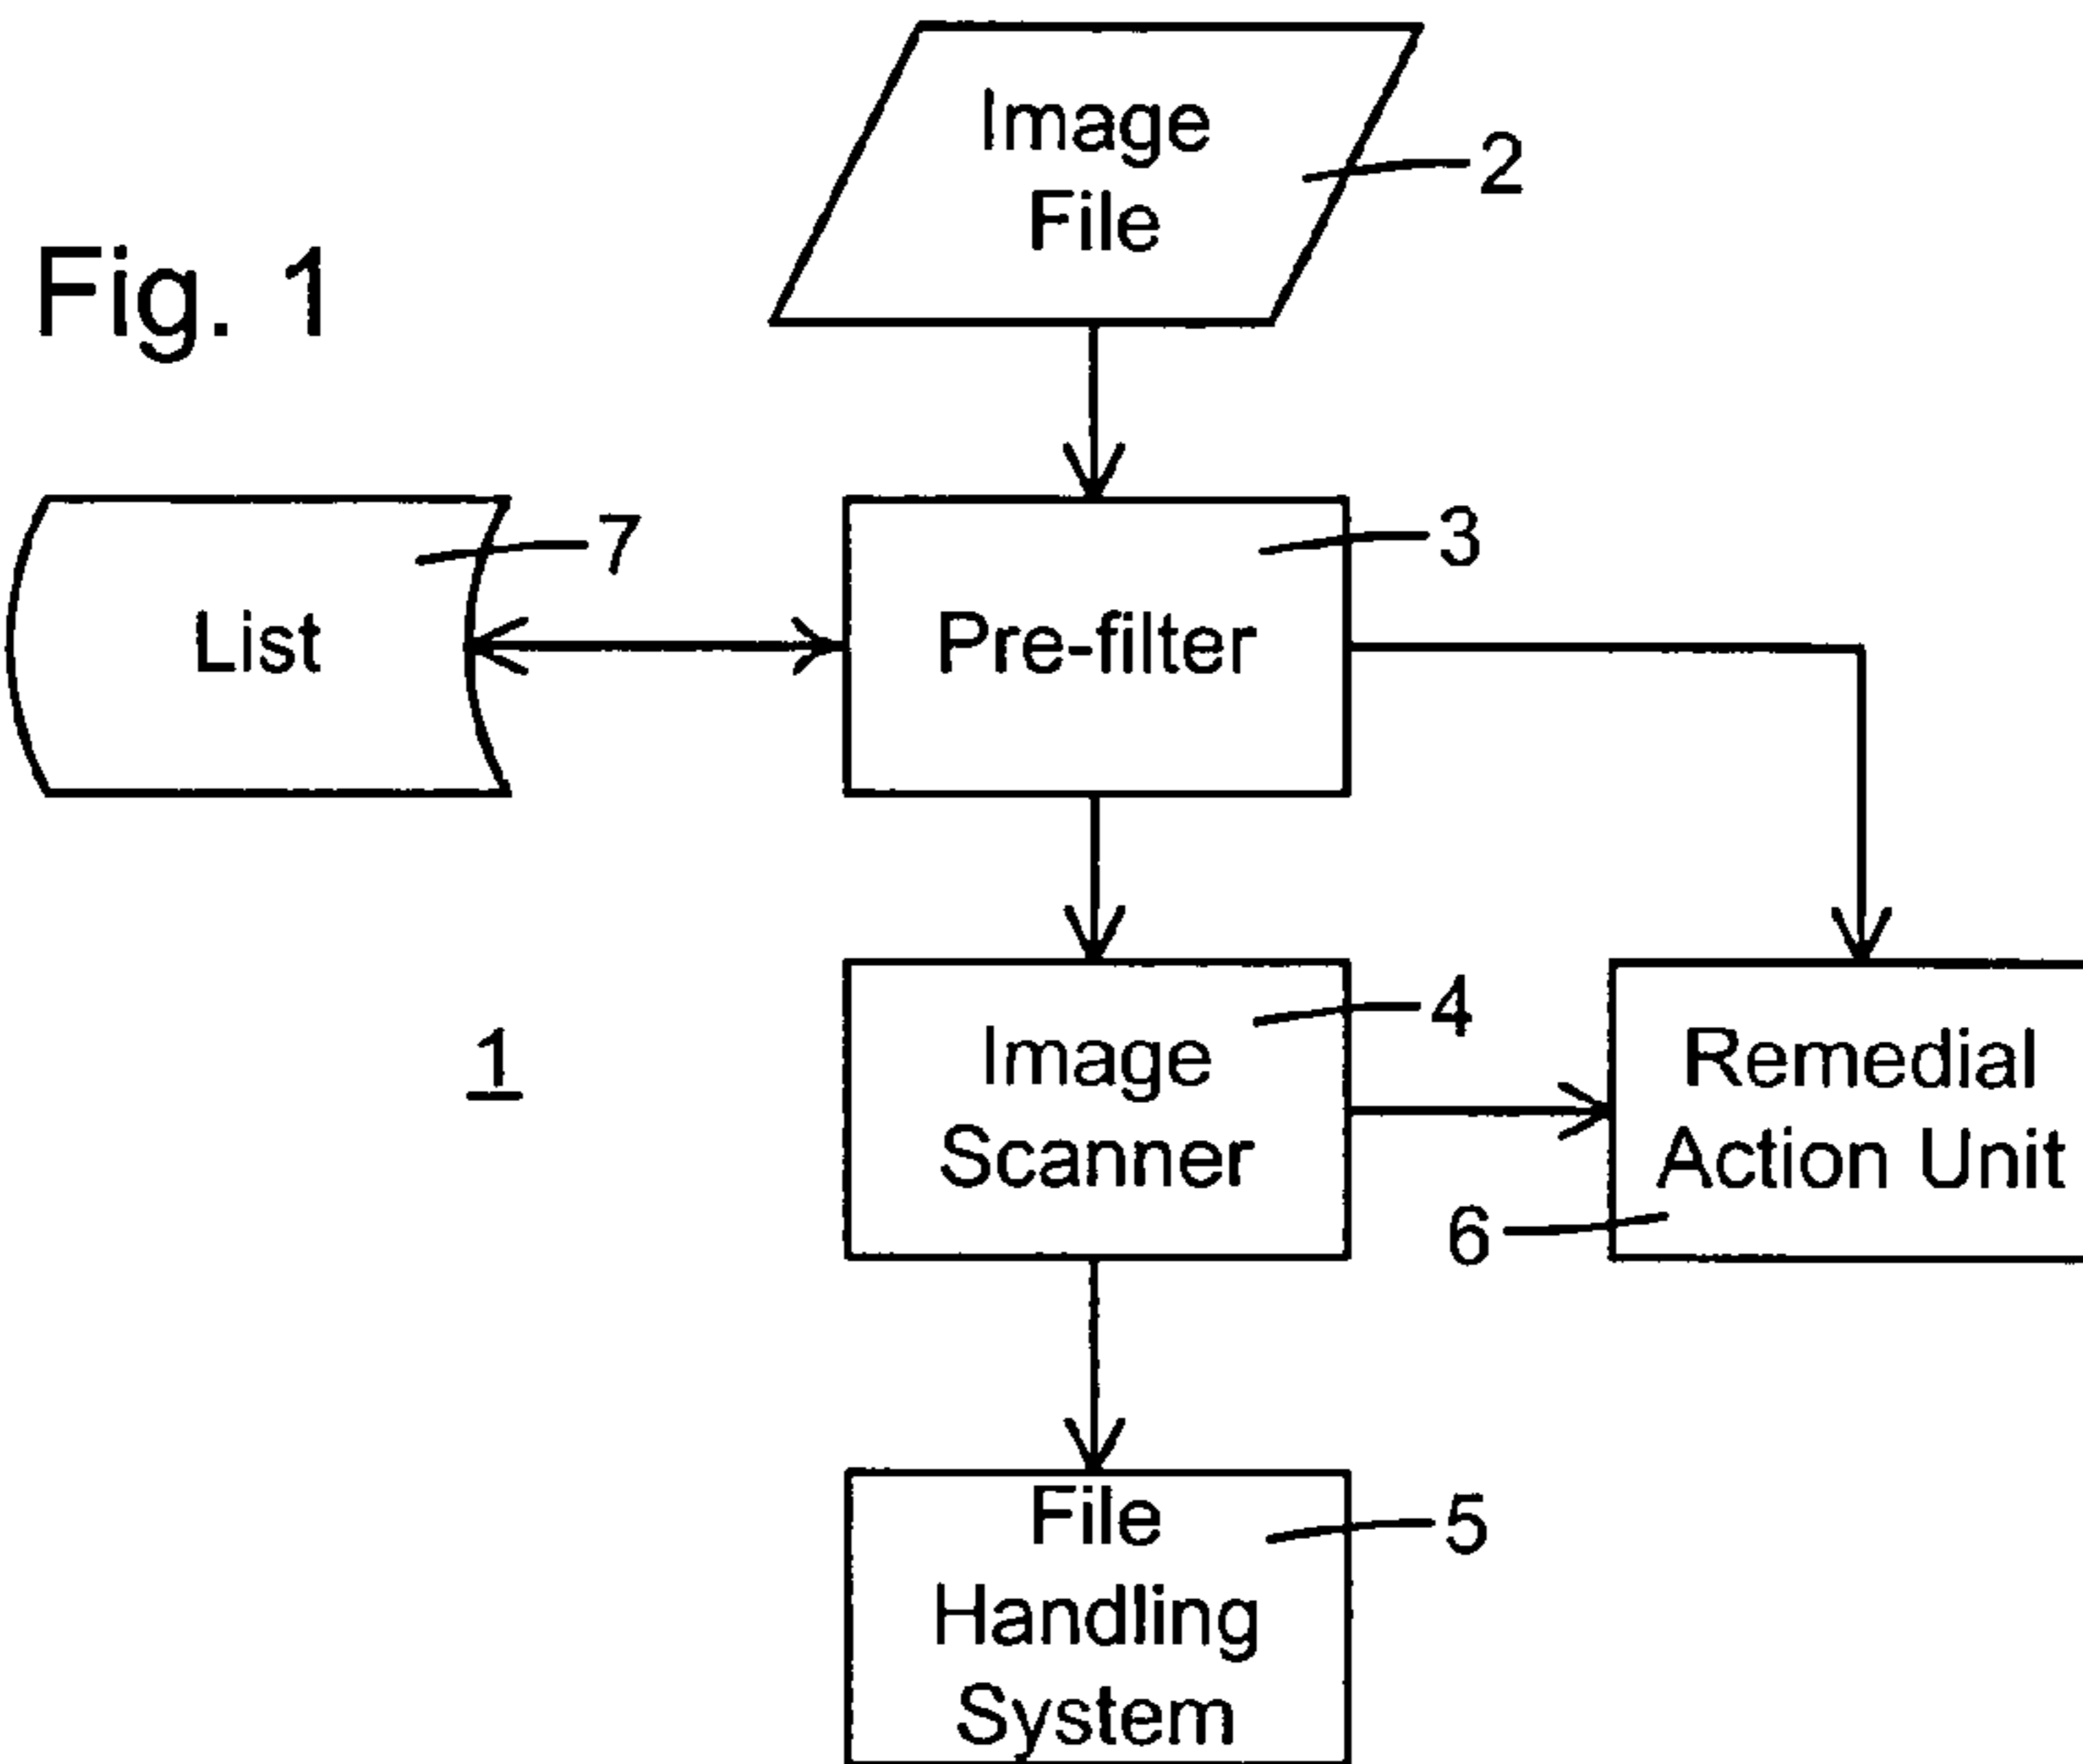 Image
File
2
Fig. 1
7
3
List
Pre-filter
4
1
Image
Scanner
Remedial
Action Unit
6
File
Handling
System
5